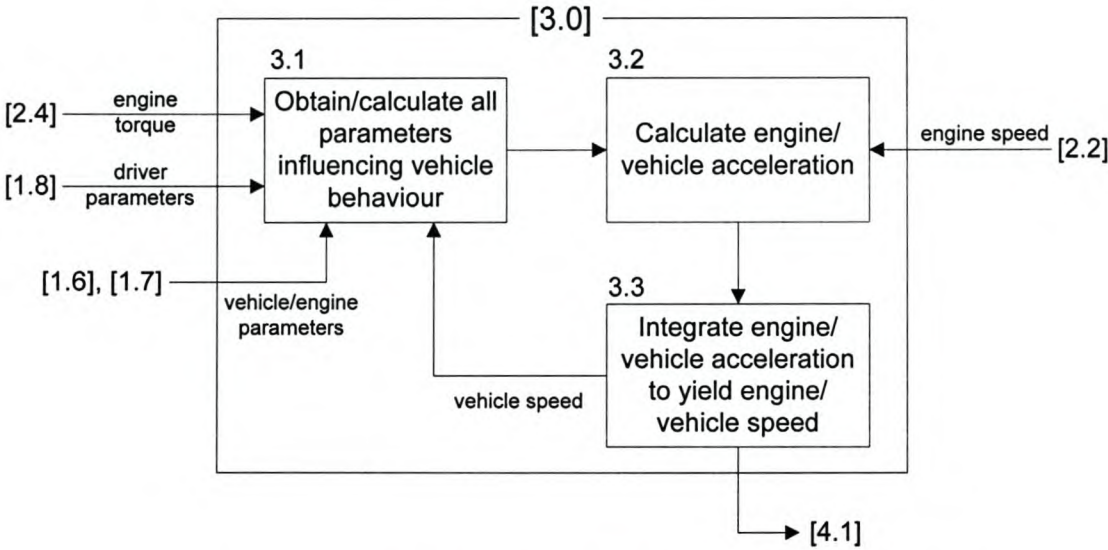 [3.0]
3.1
Obtain/calculate all
parameters
influencing vehicle
behaviour
3.2
Calculate engine/
vehicle acceleration
[2.4]
engine
torque
[1.8]
driver
parameters
[1.6], [1.7]
vehicle/engine
parameters
engine speed
[2.2]
3.3
Integrate engine/
vehicle acceleration
to yield engine/
vehicle speed
vehicle speed
[4.1]